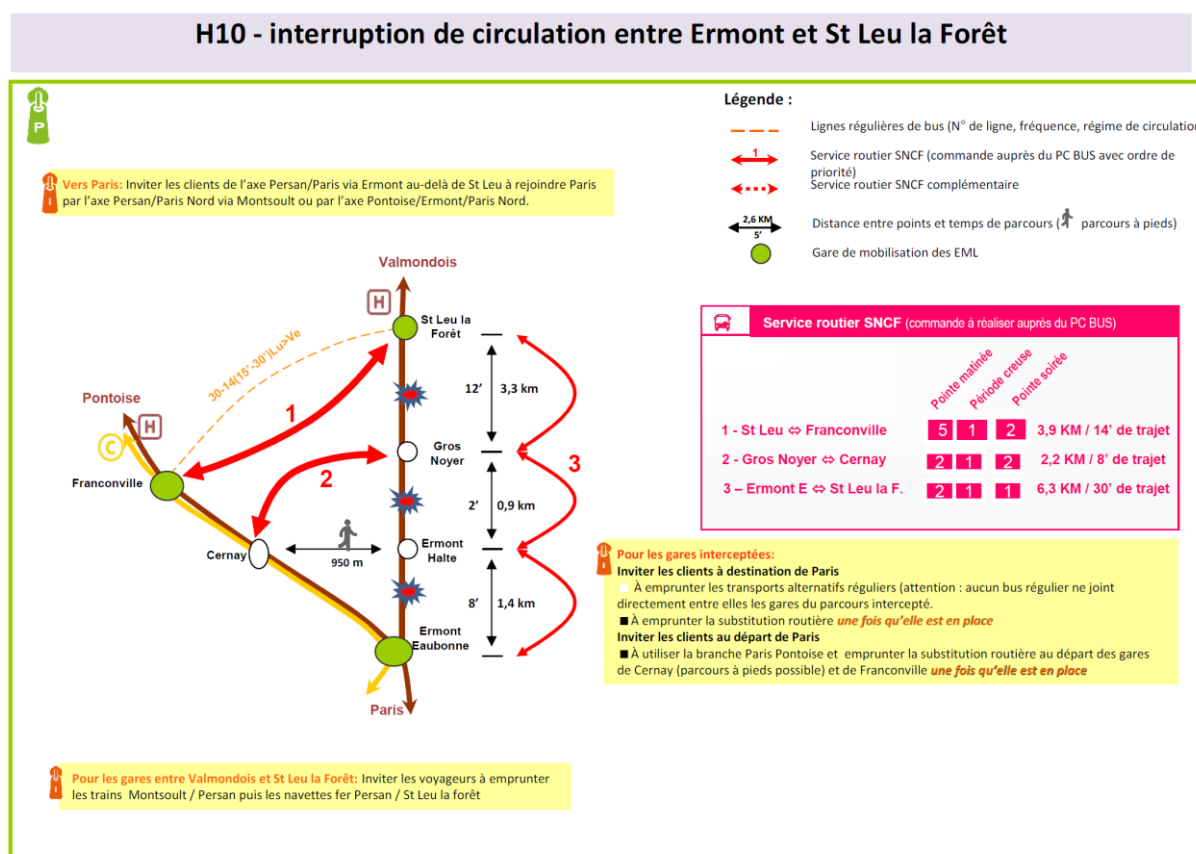 H10 - interruption de circulation entre Ermont et St Leu la Forêt
P
Légende :
Lignes régulières de bus (N° de ligne, fréquence, régime de circulation
1
Service routier SNCF (commande auprès du PC BUS avec ordre de
priorité)
Service routier SNCF complémentaire
2,6 KM
5'
Distance entre points et temps de parcours ( parcours à pieds)
Gare de mobilisation des EML
I
Vers Paris: Inviter les clients de l'axe Persan/Paris via Ermont au-delà de St Leu à rejoindre Paris
par l'axe Persan/Paris Nord via Montsoult ou par l'axe Pontoise/Ermont/Paris Nord.
Valmondois
H
St Leu la
Forêt
30-14(15'-30')Lu>Ve
12' 3,3 km
1
Pontoise
H
C
Franconville
Gros
Noyer
2
3
2' 0,9 km
Cernay
950 m
Ermont
Halte
8' 1,4 km
Ermont
Eaubonne
Paris
Service routier SNCF (commande à réaliser auprès du PC BUS)
Pointe matinée
Période creuse
Pointe soirée
1 - St Leu ⇔ Franconville 5 1 2 3,9 KM / 14' de trajet
2 - Gros Noyer ⇔ Cernay 2 1 2 2,2 KM / 8' de trajet
3 – Ermont E ⇔ St Leu la F. 2 1 1 6,3 KM / 30' de trajet
I
Pour les gares interceptées:
Inviter les clients à destination de Paris
À emprunter les transports alternatifs réguliers (attention : aucun bus régulier ne joint
directement entre elles les gares du parcours intercepté.
■ À emprunter la substitution routière une fois qu'elle est en place
Inviter les clients au départ de Paris
■ À utiliser la branche Paris Pontoise et emprunter la substitution routière au départ des gares
de Cernay (parcours à pieds possible) et de Franconville une fois qu'elle est en place
I
Pour les gares entre Valmondois et St Leu la Forêt: Inviter les voyageurs à emprunter
les trains Montsoult / Persan puis les navettes fer Persan / St Leu la forêt